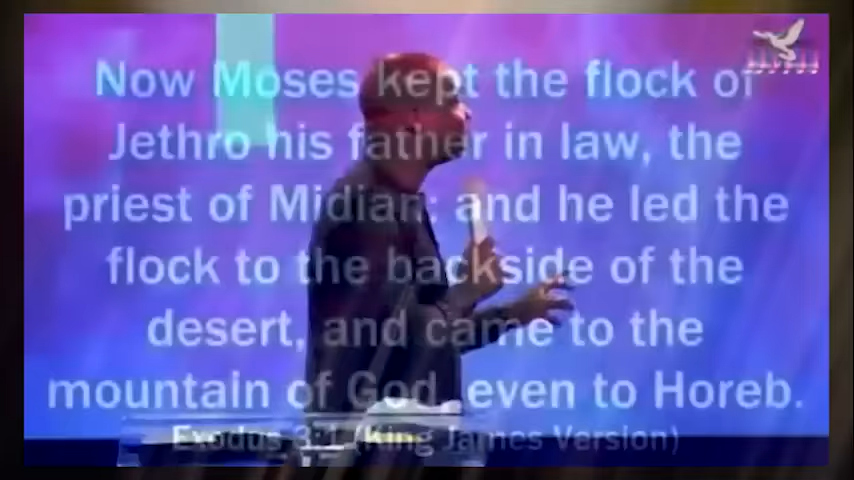 Now Moses kept the flock of
Jethro his father in law, the
priest of Midian: and he led the
flock to the backside of the
desert, and came to the
mountain of God, even to Horeb.
Exodus 3:1 (King James Version)